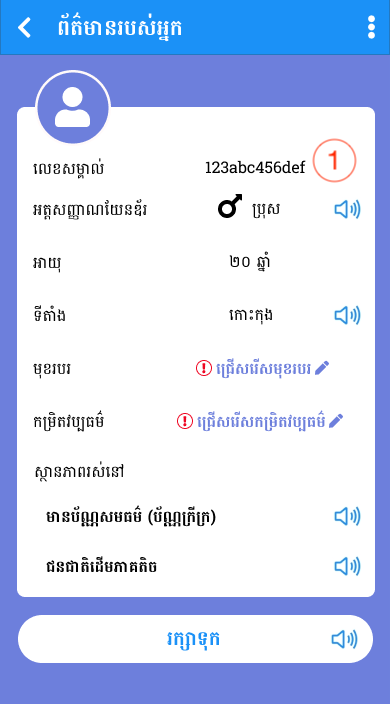 ព័ត៌មានរបស់អ្នក
លេខសម្គាល់ 123abc456def 1
អត្តសញ្ញាណយែនឌ័រ ប្រុស
អាយុ ២០ ឆ្នាំ
ទីតាំង កោះកុង
មុខរបរ ជ្រើសរើសមុខរបរ
កម្រិតវប្បធម៌ ជ្រើសរើសកម្រិតវប្បធម៌
ស្ថានភាពរស់នៅ
មានប័ណ្ណសមធម៌ (ប័ណ្ណក្រីក្រ)
ជនជាតិដើមភាគតិច
រក្សាទុក